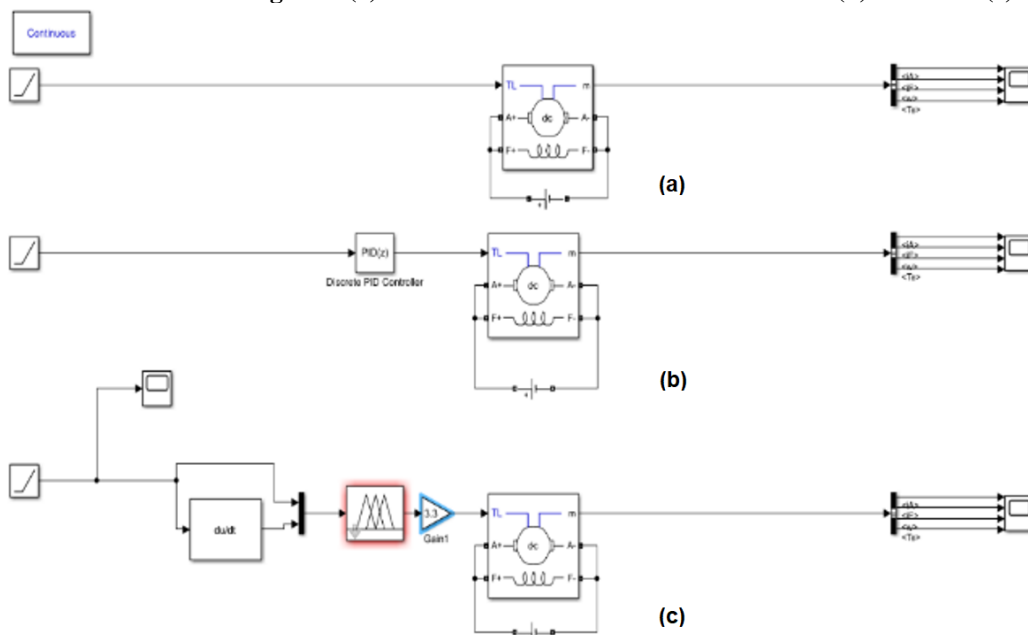 Continuous
TL m
A+ dc A-
F+ F-
<iA>
<iF>
<w>
<Te>
(a)
PID(z)
Discrete PID Controller
TL m
A+ dc A-
F+ F-
+
<iA>
<iF>
<w>
<Te>
(b)
du/dt
3.3
Gain1
TL m
A+ dc A-
F+ F-
+
<iA>
<iF>
<w>
<Te>
(c)